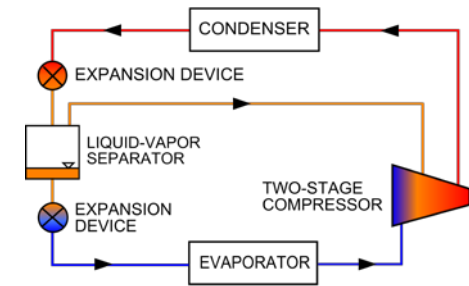 CONDENSER
EXPANSION DEVICE
LIQUID-VAPOR
SEPARATOR
TWO-STAGE
COMPRESSOR
EXPANSION
DEVICE
EVAPORATOR